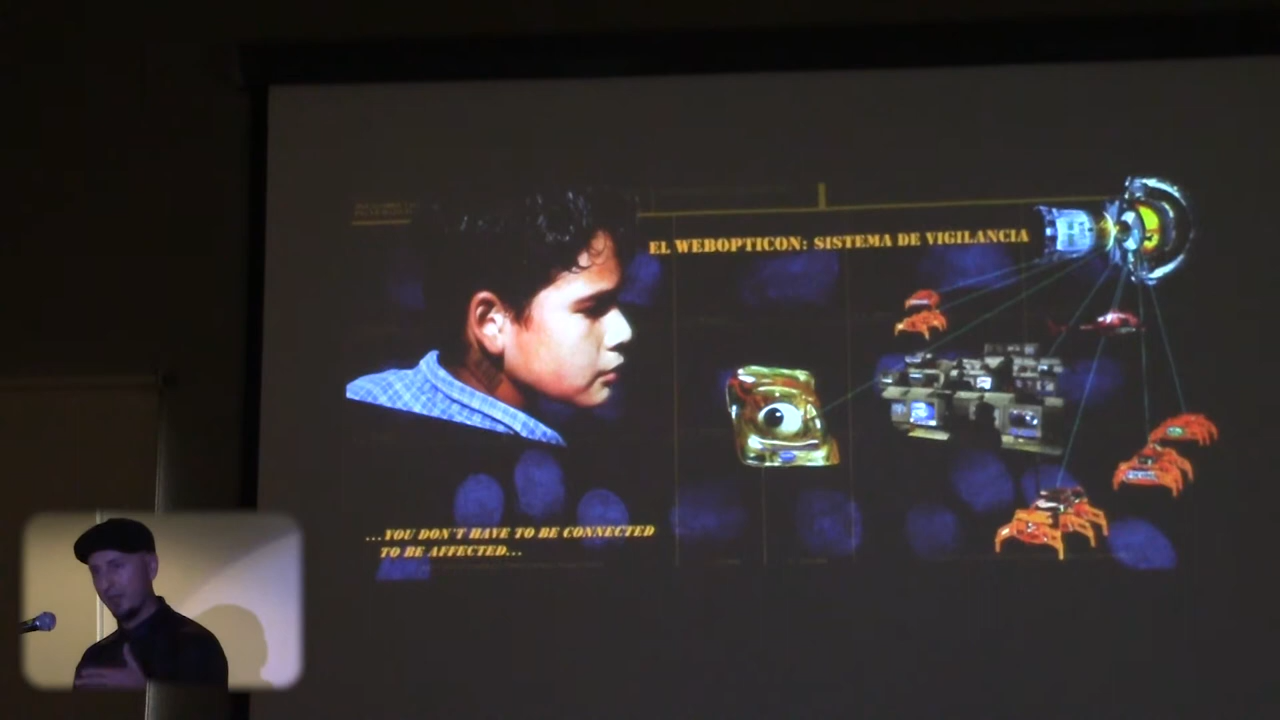 EL WEBOPTICON: SISTEMA DE VIGILANCIA
...YOU DON'T HAVE TO BE CONNECTED
TO BE AFFECTED...